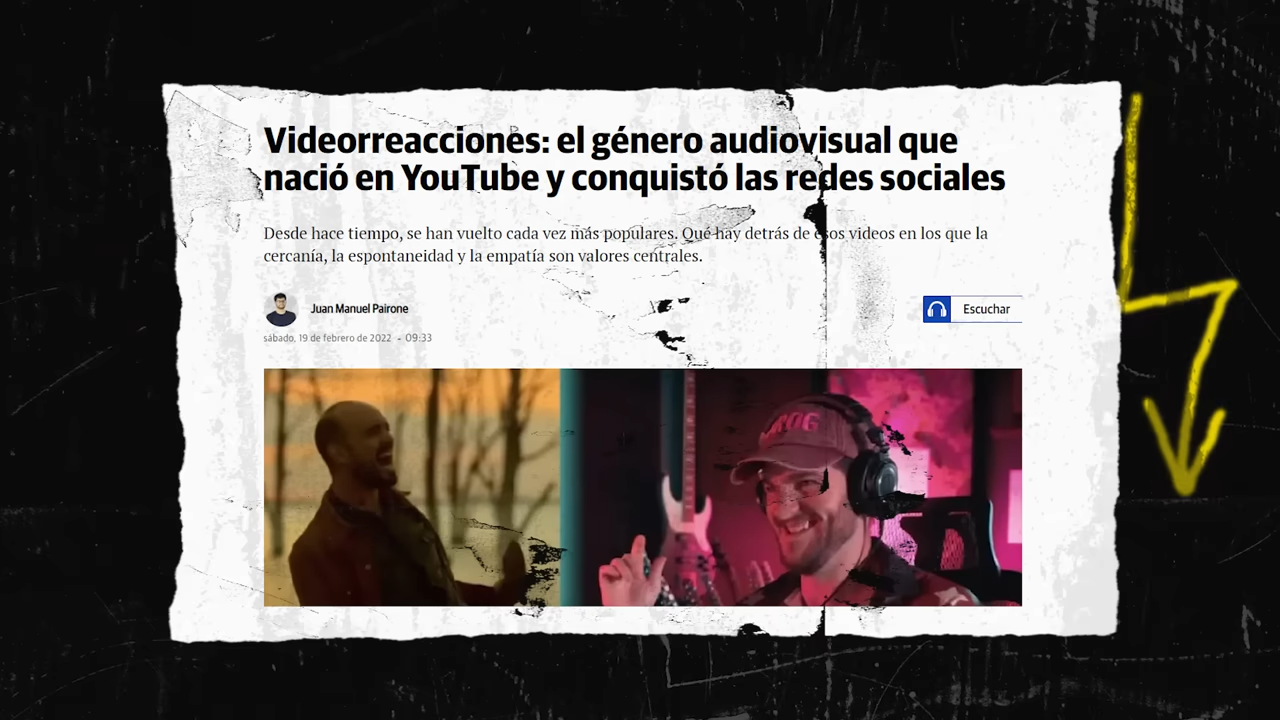 Videorreacciones: el género audiovisual que
nació en YouTube y conquistó las redes sociales
Desde hace tiempo, se han vuelto cada vez más populares. Qué hay detrás de esos videos en los que la
cercanía, la espontaneidad y la empatía son valores centrales.
Juan Manuel Pairone
Escuchar
sábado, 19 de febrero de 2022 - 09:33